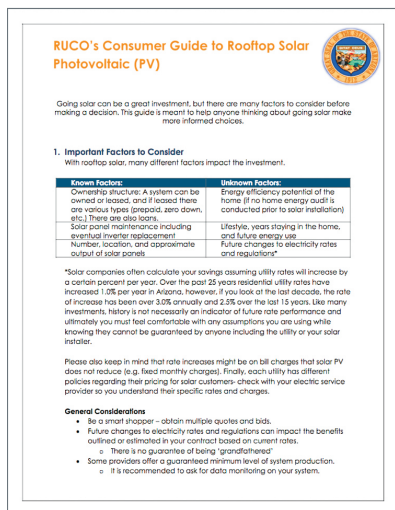 RUCO's Consumer Guide to Rooftop Solar
Photovoltaic (PV)
Going solar can be a great investment, but there are many factors to consider before
making a decision. This guide is meant to help anyone thinking about going solar make
more informed choices.
1. Important Factors to Consider
With rooftop solar, many different factors impact the investment.
Known Factors:
Unknown Factors:
Ownership structure: A system can be
owned or leased, and if leased there
are various types (prepaid, zero down,
etc.) There are also loans.
Energy efficiency potential of the
home (if no home energy audit is
conducted prior to solar installation)
Solar panel maintenance including
eventual inverter replacement
Lifestyle, years staying in the home,
and future energy use
Number, location, and approximate
output of solar panels
Future changes to electricity rates
and regulations*
*Solar companies often calculate your savings assuming utility rates will increase by
a certain percent per year. Over the past 25 years residential utility rates have
increased 1.0% per year in Arizona, however, if you look at the last decade, the rate
of increase has been over 3.0% annually and 2.5% over the last 15 years. Like many
investments, history is not necessarily an indicator of future rate performance and
ultimately you must feel comfortable with any assumptions you are using while
knowing they cannot be guaranteed by anyone including the utility or your solar
installer.
Please also keep in mind that rate increases might be on bill charges that solar PV
does not reduce (e.g. fixed monthly charges). Finally, each utility has different
policies regarding their pricing for solar customers- check with your electric service
provider so you understand their specific rates and charges.
General Considerations
• Be a smart shopper – obtain multiple quotes and bids.
• Future changes to electricity rates and regulations can impact the benefits
outlined or estimated in your contract based on current rates.
o There is no guarantee of being 'grandfathered'
• Some providers offer a guaranteed minimum level of system production.
o It is recommended to ask for data monitoring on your system.